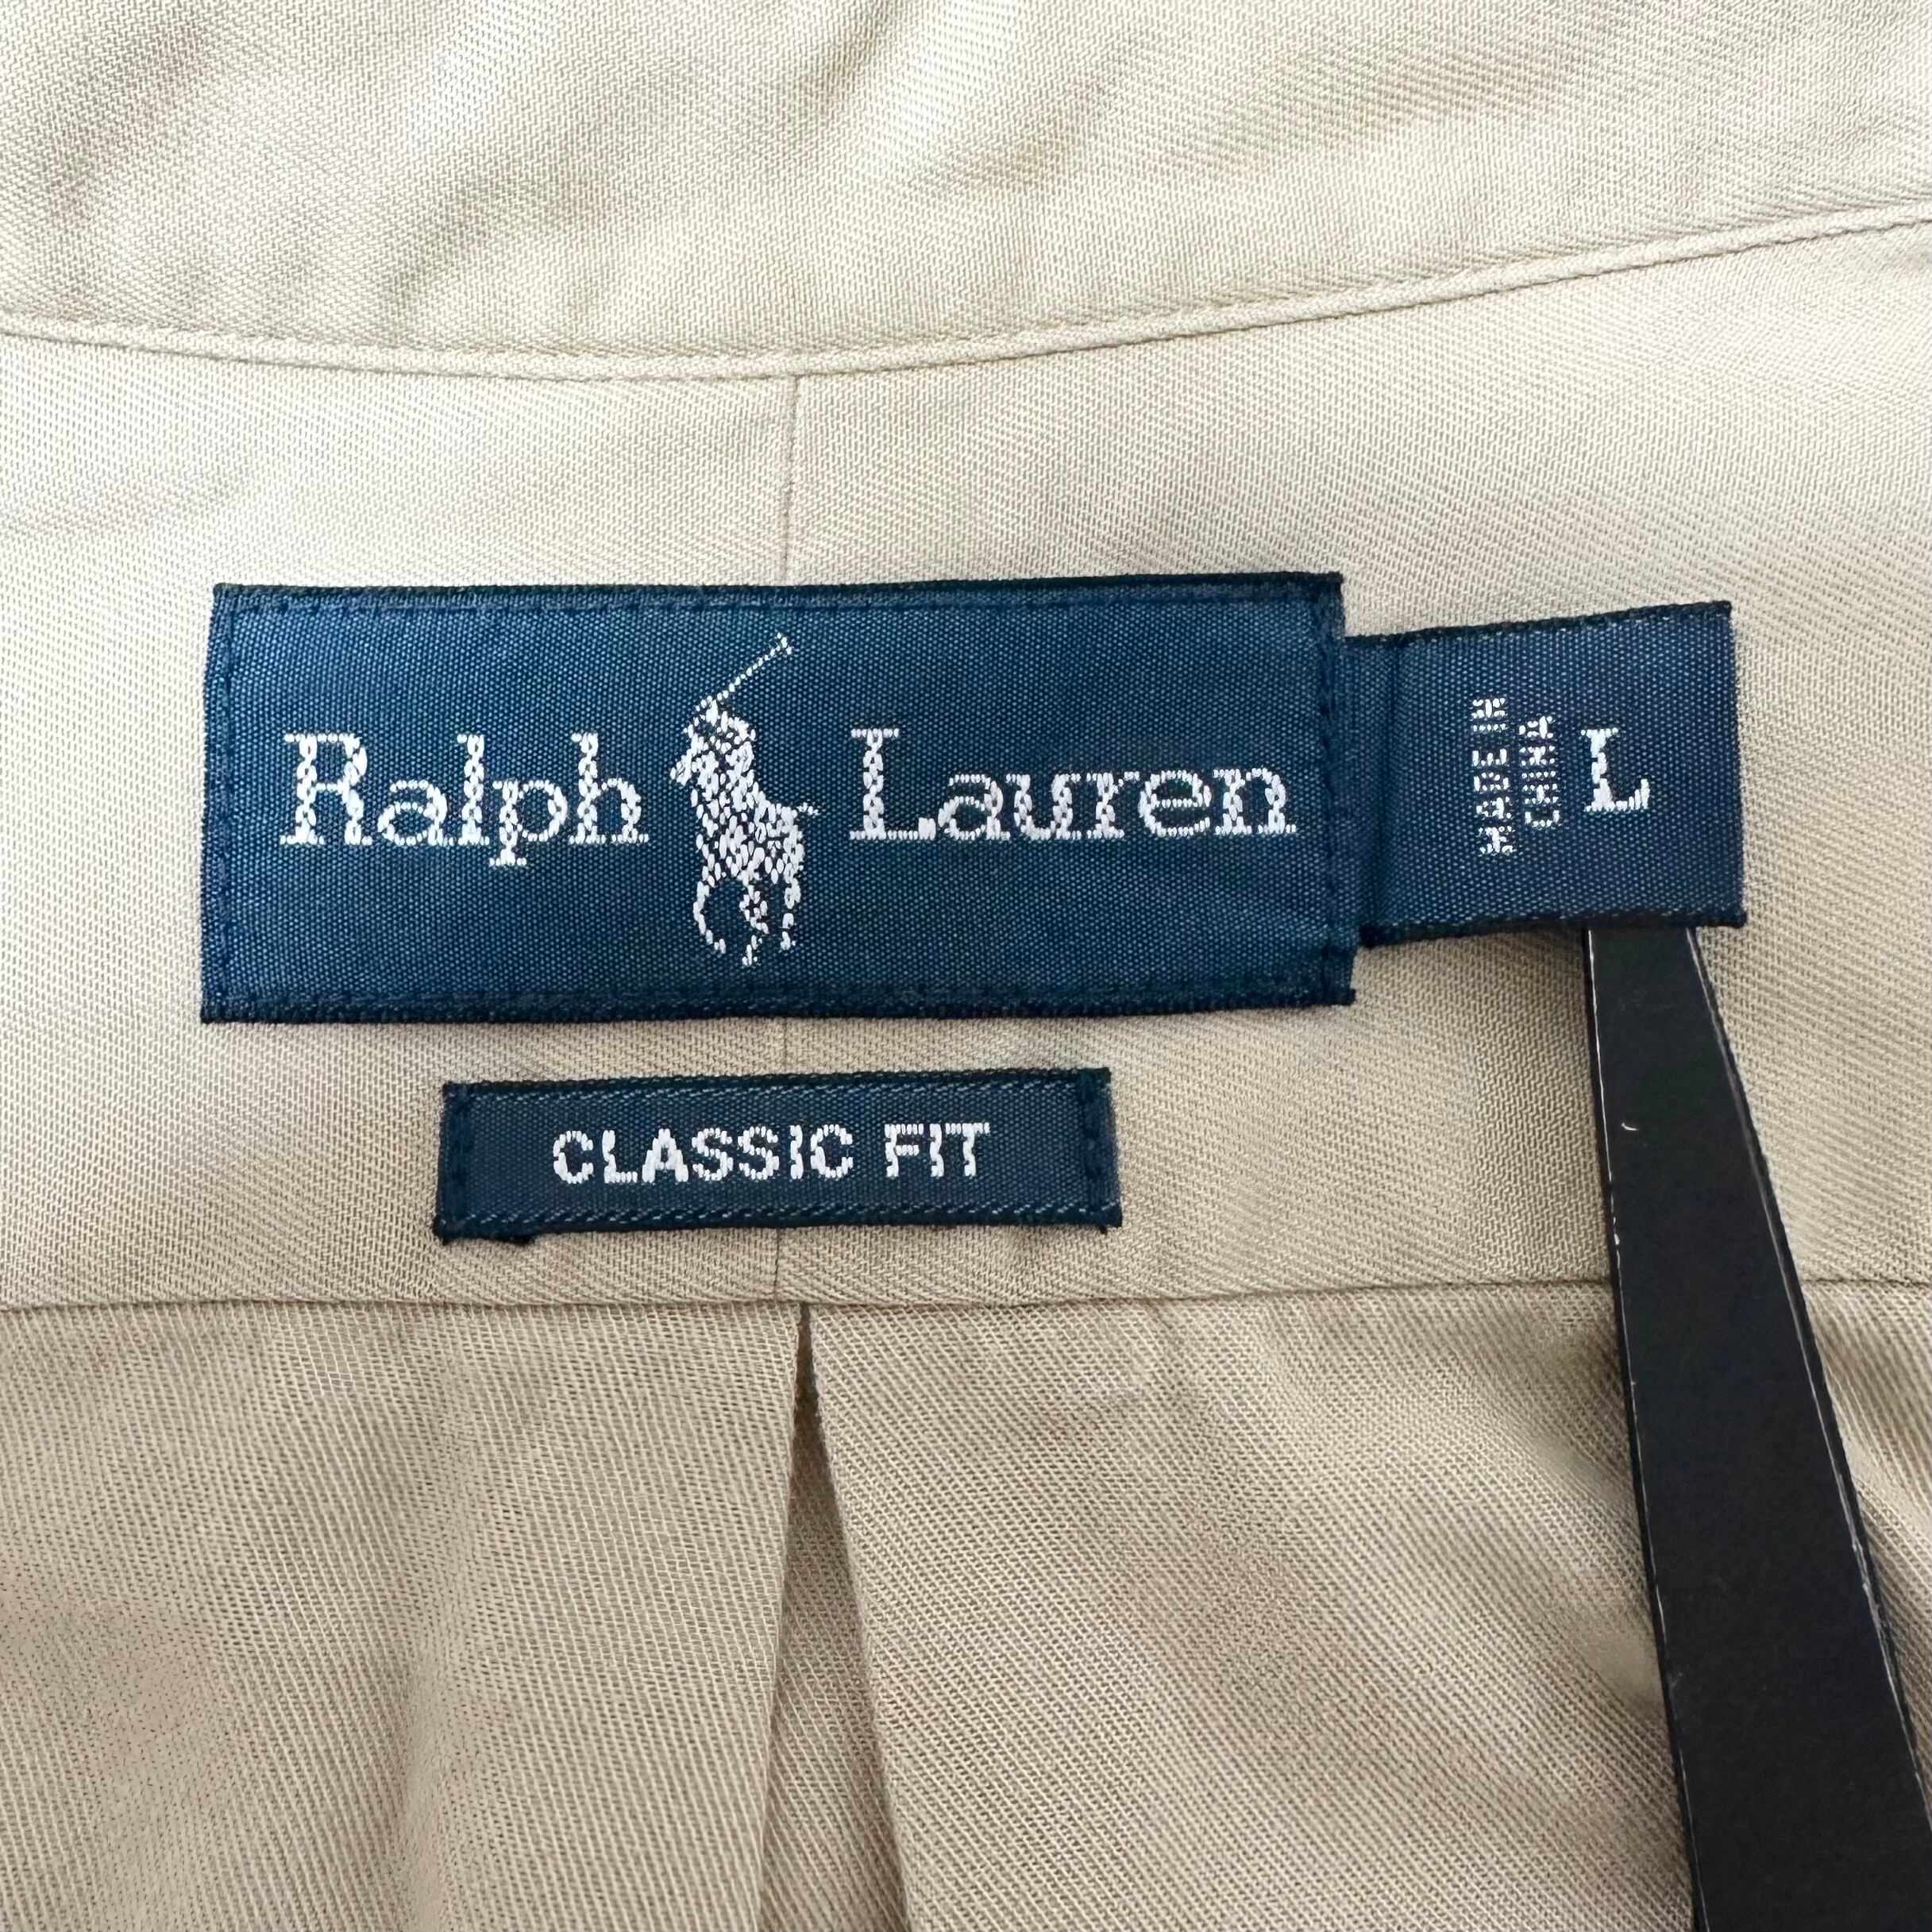 Ralph Lauren
MADE IN
CHINA
L
CLASSIC FIT